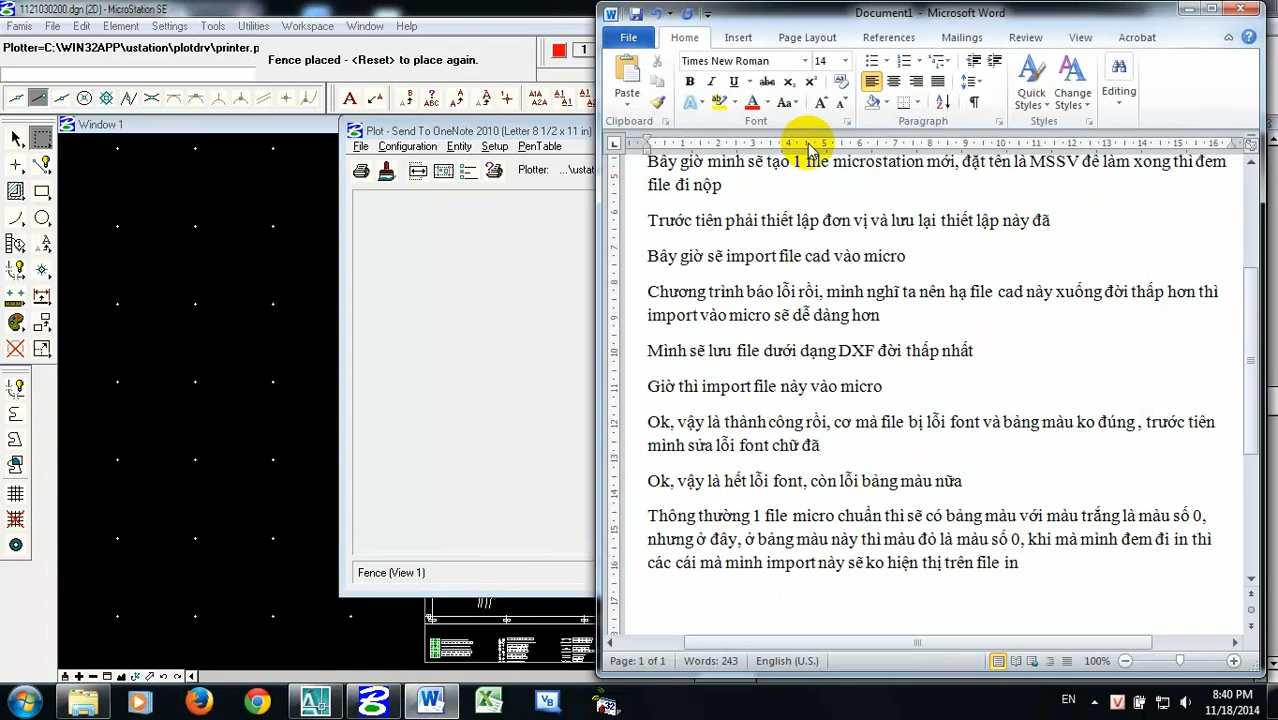 1121030200.dgn (2D) - MicroStation SE
Famis File Edit Element Settings Tools Utilities Workspace Window
Plotter=C:\WIN32APP\ustation\plotdrv\printer.p
Fence placed - <Reset> to place again.
1
Window 1
Plot - Send To OneNote 2010 (Letter 8 1/2 x 11 in)
File Configuration Entity Setup PenTable
Plotter: ...\usta
Fence (View 1)
Document1 - Microsoft Word
File Home Insert Page Layout References Mailings Review View Acrobat
Times New Roman 14
Paste
Quick Styles
Change Styles
Editing
Clipboard Font Paragraph Styles
Bây giờ mình sẽ tạo 1 file microstation mới, đặt tên là MSSV để làm xong thì đem
file đi nộp
Trước tiên phải thiết lập đơn vị và lưu lại thiết lập này đã
Bây giờ sẽ import file cad vào micro
Chương trình báo lỗi rồi, mình nghĩ ta nên hạ file cad này xuống đời thấp hơn thì
import vào micro sẽ dễ dàng hơn
Mình sẽ lưu file dưới dạng DXF đời thấp nhất
Giờ thì import file này vào micro
Ok, vậy là thành công rồi, cơ mà file bị lỗi font và bảng màu ko đúng , trước tiên
mình sửa lỗi font chữ đã
Ok, vậy là hết lỗi font, còn lỗi bảng màu nữa
Thông thường 1 file micro chuẩn thì sẽ có bảng màu với màu trắng là màu số 0,
nhưng ở đây, ở bảng màu này thì màu đỏ là màu số 0, khi mà mình đem đi in thì
các cái mà mình import này sẽ ko hiện thị trên file in
Page: 1 of 1 Words: 243 English (U.S.) 100%
EN
8:40 PM
11/18/2014